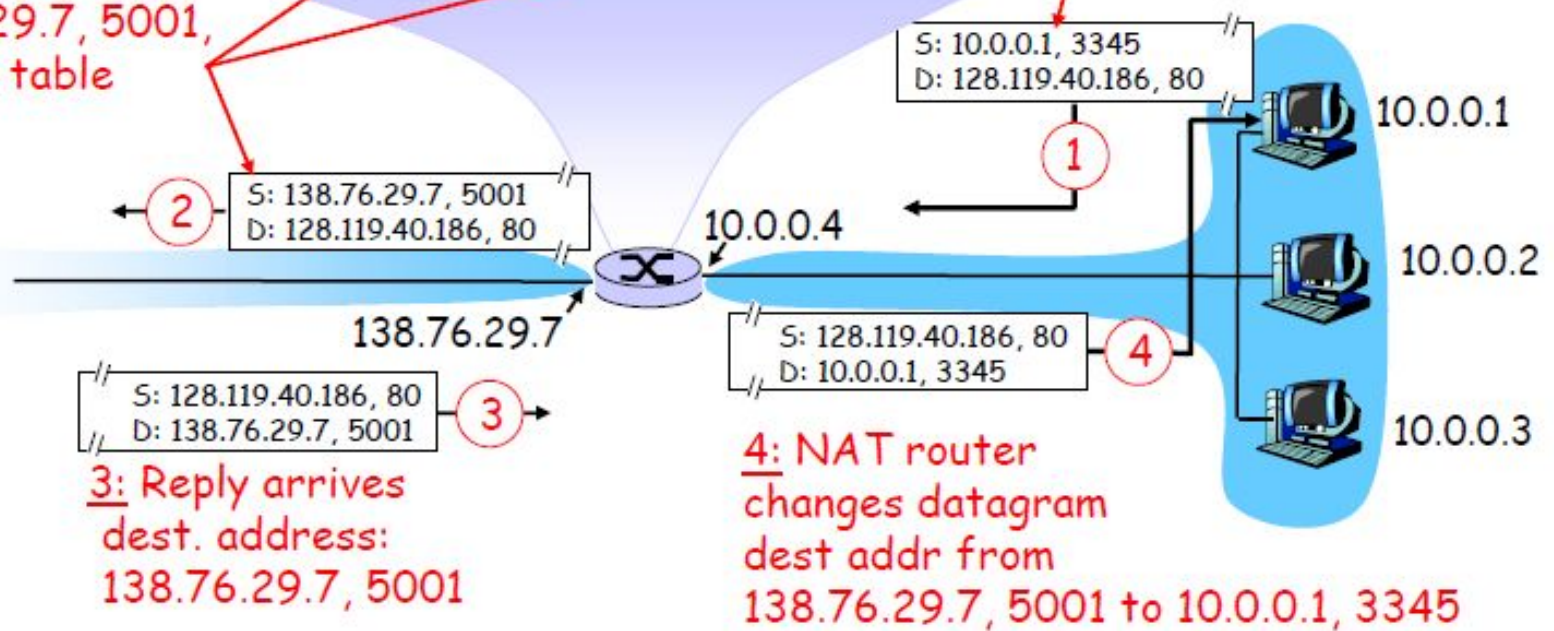 29.7, 5001,
table
S: 10.0.0.1, 3345
D: 128.119.40.186, 80
10.0.0.1
1
2
S: 138.76.29.7, 5001
D: 128.119.40.186, 80
10.0.0.4
10.0.0.2
138.76.29.7
S: 128.119.40.186, 80
D: 10.0.0.1, 3345
4
S: 128.119.40.186, 80
D: 138.76.29.7, 5001
3
10.0.0.3
3: Reply arrives
dest. address:
138.76.29.7, 5001
4: NAT router
changes datagram
dest addr from
138.76.29.7, 5001 to 10.0.0.1, 3345